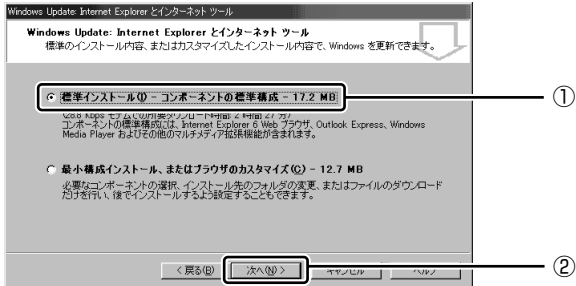 Windows Update: Internet Explorer とインターネット ツール
Windows Update: Internet Explorer とインターネット ツール
標準のインストール内容、またはカスタマイズしたインストール内容で、Windows を更新できます。
標準インストール(I) - コンポーネントの標準構成 - 17.2 MB
①
(28.8 Kbps モデムでの所要ダウンロード時間 2 時間 27 分)
コンポーネントの標準構成には、Internet Explorer 6 Web ブラウザ、Outlook Express、Windows
Media Player およびその他のマルチメディア拡張機能が含まれます。
最小構成インストール、またはブラウザのカスタマイズ(C) - 12.7 MB
必要なコンポーネントの選択、インストール先のフォルダの変更、またはファイルのダウンロード
だけを行い、後でインストールするよう設定することもできます。
< 戻る(B)
次へ(N) >
キャンセル
ヘルプ
②